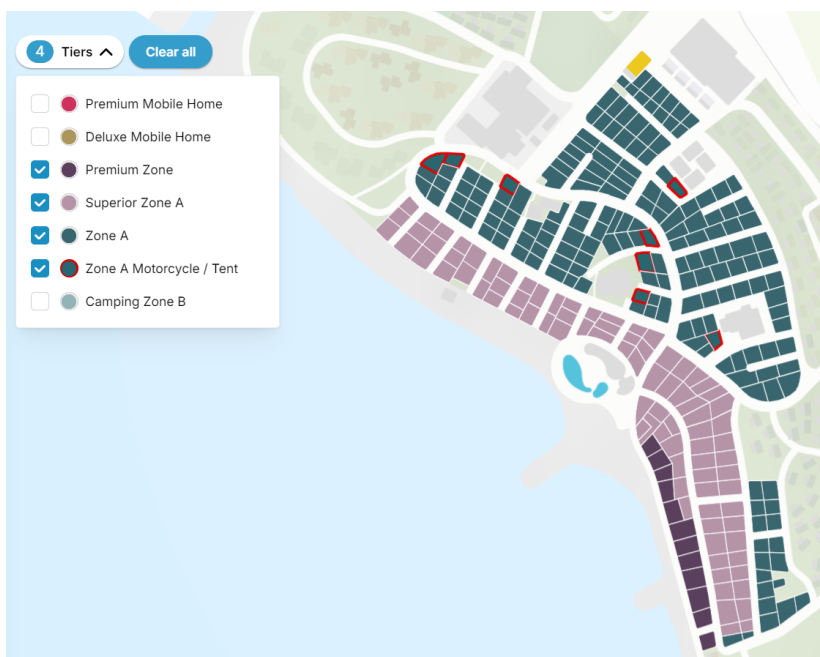 4 Tiers Clear all
Premium Mobile Home
Deluxe Mobile Home
Premium Zone
Superior Zone A
Zone A
Zone A Motorcycle / Tent
Camping Zone B